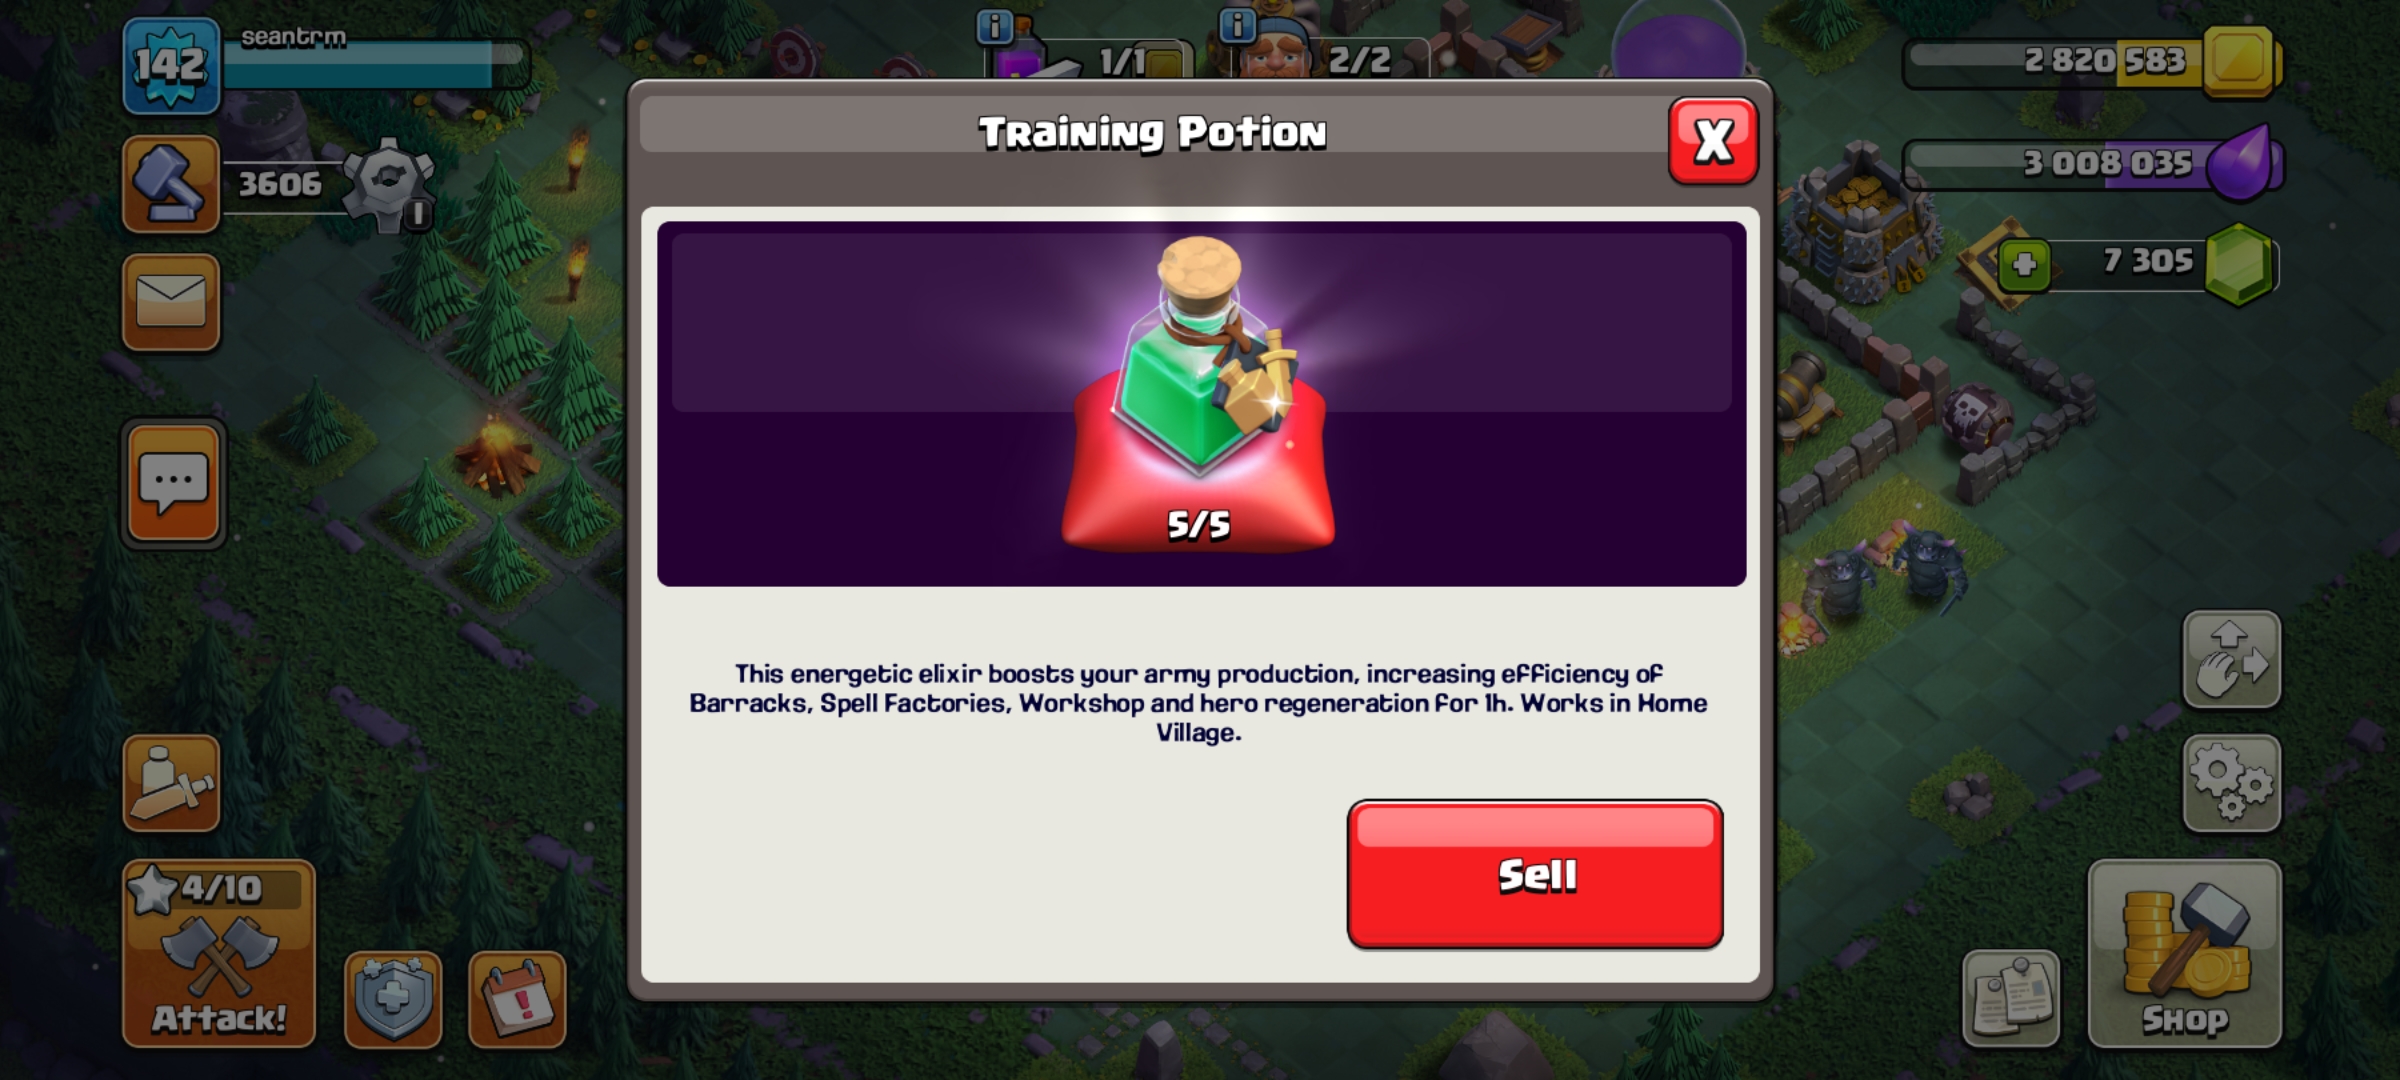 142
seantrm
1/1
2/2
2 820 583
Training Potion
X
3606
I
3 008 035
7 305
5/5
This energetic elixir boosts your army production, increasing efficiency of
Barracks, Spell Factories, Workshop and hero regeneration for 1h. Works in Home
Village.
Sell
4/10
Attack!
Shop